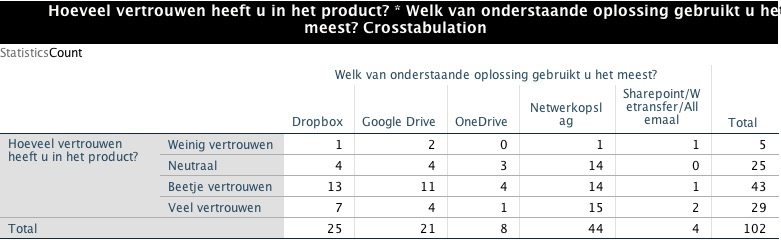 Hoeveel vertrouwen heeft u in het product? * Welk van onderstaande oplossing gebruikt u het
meest? Crosstabulation
StatisticsCount
Welk van onderstaande oplossing gebruikt u het meest?
Dropbox Google Drive OneDrive Netwerkopsl
ag Sharepoint/W
etransfer/All
emaal Total
Hoeveel vertrouwen
heeft u in het product? Weinig vertrouwen 1 2 0 1 1 5
Neutraal 4 4 3 14 0 25
Beetje vertrouwen 13 11 4 14 1 43
Veel vertrouwen 7 4 1 15 2 29
Total 25 21 8 44 4 102